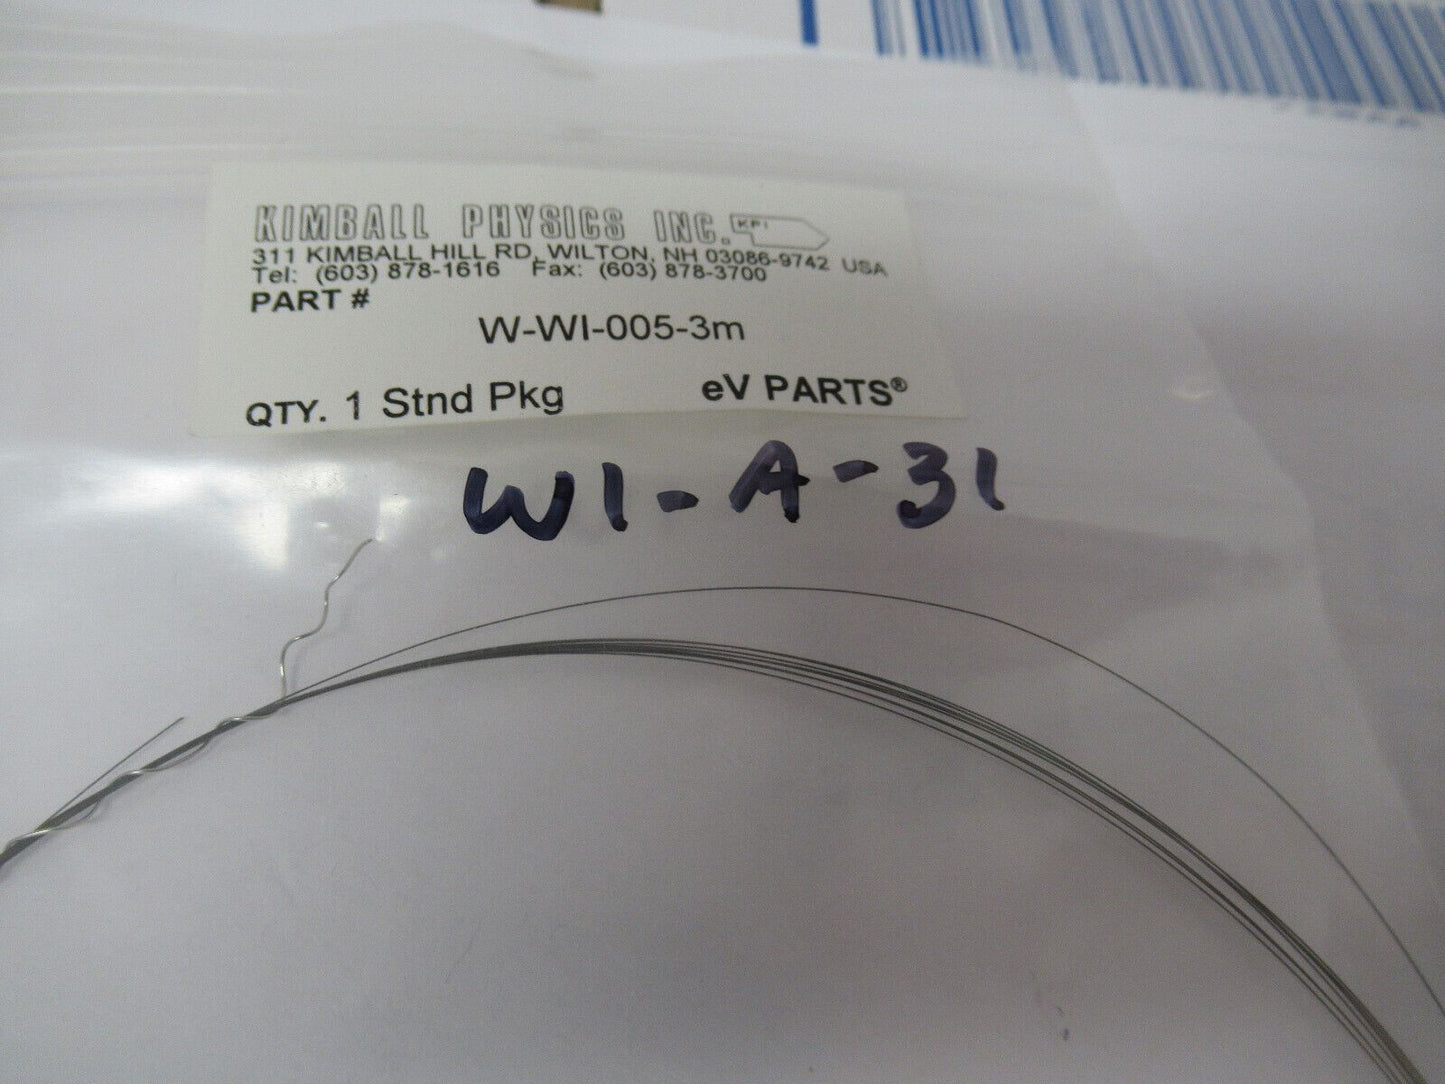 KIMBALL PHYSICS INC. KPI
311 KIMBALL HILL RD, WILTON, NH 03086-9742 USA
Tel: (603) 878-1616 Fax: (603) 878-3700
PART #
W-WI-005-3m
QTY. 1 Stnd Pkg eV PARTS®
WI-A-31